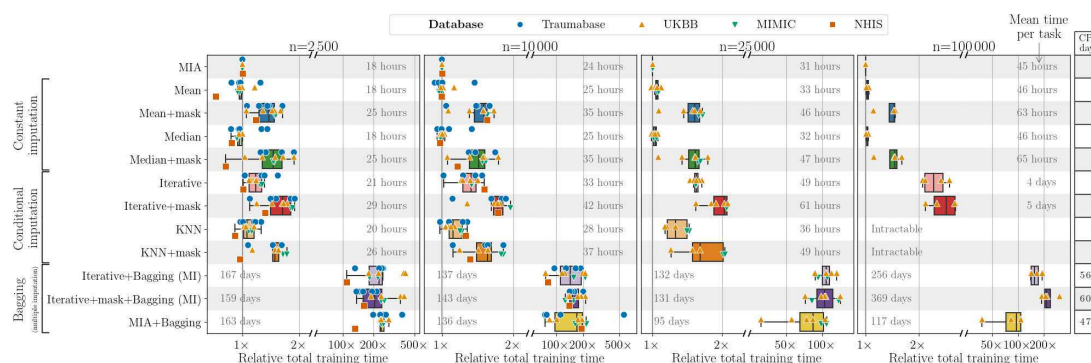 Database Traumabase UKBB MIMIC NHIS
Mean time
per task
n=2 500 n=10 000 n=25 000 n=100 000
MIA 18 hours 24 hours 31 hours 45 hours
Mean 18 hours 25 hours 33 hours 46 hours
Mean+mask 25 hours 35 hours 46 hours 63 hours
Median 18 hours 25 hours 32 hours 46 hours
Median+mask 25 hours 35 hours 47 hours 65 hours
Iterative 21 hours 33 hours 49 hours 4 days
Iterative+mask 29 hours 42 hours 61 hours 5 days
KNN 20 hours 28 hours 36 hours Intractable
KNN+mask 26 hours 37 hours 49 hours Intractable
Iterative+Bagging (MI) 167 days 137 days 132 days 256 days 56
Iterative+mask+Bagging (MI) 159 days 143 days 131 days 369 days 60
MIA+Bagging 163 days 136 days 95 days 117 days 47
Constant
imputation
Conditional
imputation
Bagging
(multiple imputation)
1× 2× 100× 200× 500× 1× 2× 100× 200× 500× 1× 2× 50× 100× 1× 2× 50× 100× 200×
Relative total training time Relative total training time Relative total training time Relative total training time